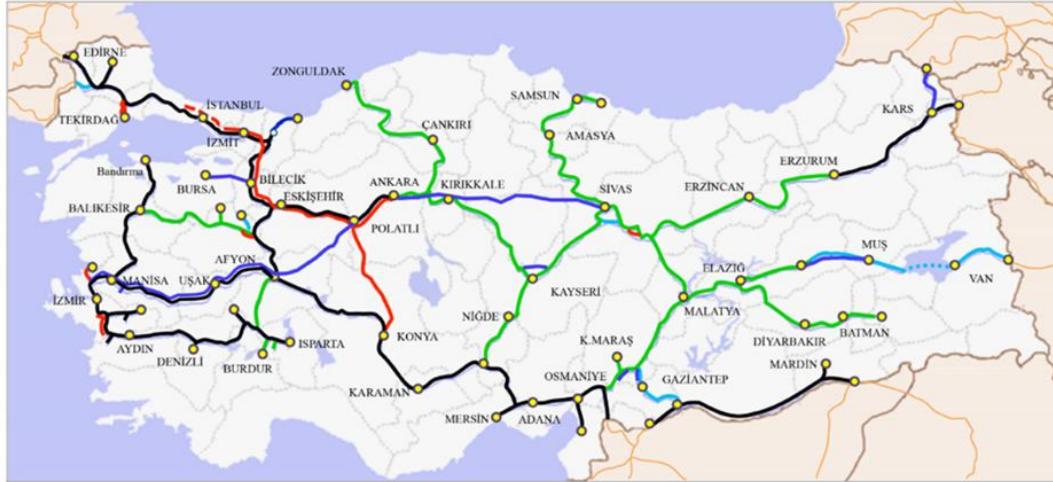 EDİRNE
ZONGULDAK
SAMSUN
İSTANBUL
KARS
TEKİRDAĞ
İZMİT
ÇANKIRI
AMASYA
ERZURUM
Bandırma
BURSA
BİLECİK
ANKARA
KIRIKKALE
SİVAS
ERZİNCAN
ESKİŞEHİR
BALIKESİR
POLATLI
MUŞ
AFYON
ELAZIĞ
MANİSA
UŞAK
KAYSERİ
VAN
İZMİR
MALATYA
NİĞDE
BATMAN
KONYA
DİYARBAKIR
ISPARTA
AYDIN
DENİZLİ
K.MARAŞ
MARDİN
BURDUR
OSMANİYE
GAZİANTEP
KARAMAN
MERSİN
ADANA